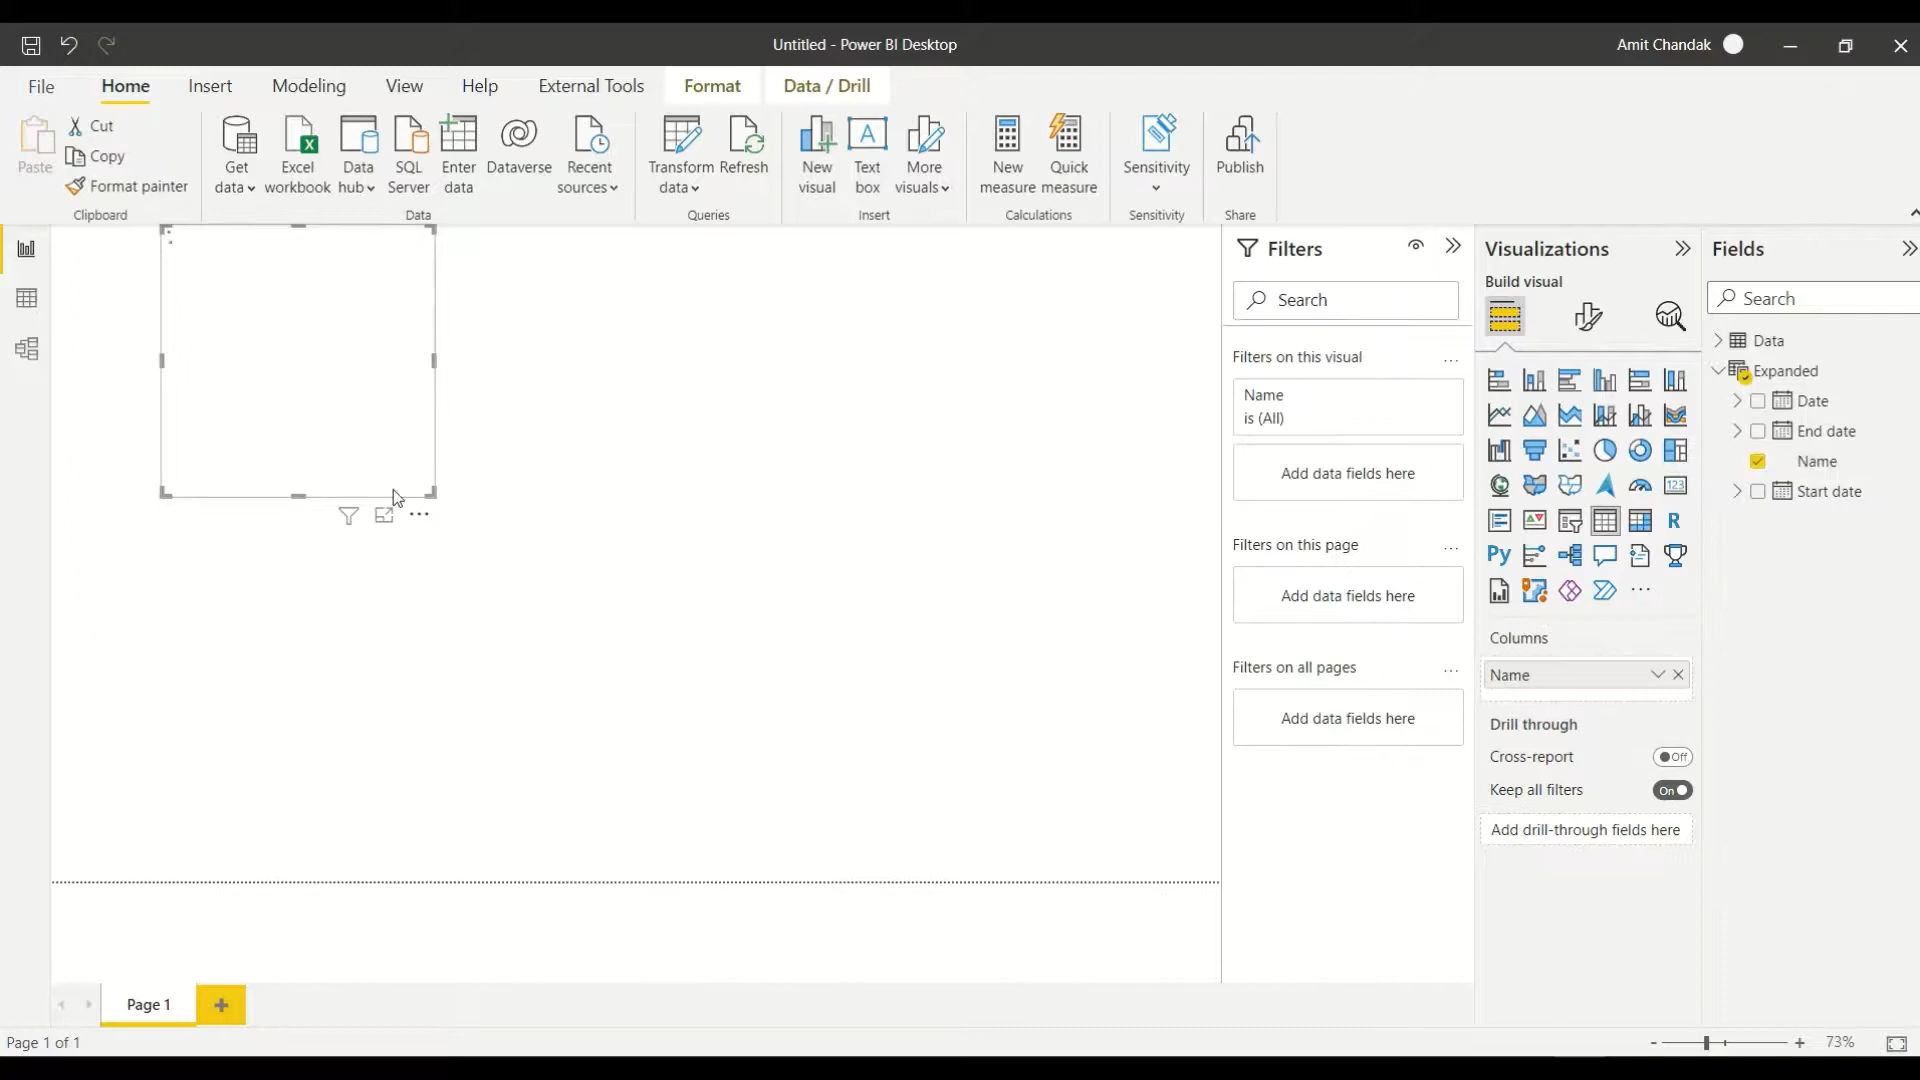 Untitled - Power BI Desktop
Amit Chandak
File
Home
Insert
Modeling
View
Help
External Tools
Format
Data / Drill
Paste
Cut
Copy
Format painter
Clipboard
Get
data
Excel
workbook
Data
hub
SQL
Server
Enter
data
Dataverse
Recent
sources
Data
Transform
data
Refresh
Queries
New
visual
Text
box
More
visuals
Insert
New
measure
Quick
measure
Calculations
Sensitivity
Sensitivity
Publish
Share
Filters
Search
Filters on this visual
...
Name
is (All)
Add data fields here
Filters on this page
...
Add data fields here
Filters on all pages
...
Add data fields here
Visualizations
Build visual
123
R
Py
...
Columns
Name
Drill through
Cross-report
Off
Keep all filters
On
Add drill-through fields here
Fields
Search
Data
Expanded
Date
End date
Name
Start date
Page 1
Page 1 of 1
- + 73%